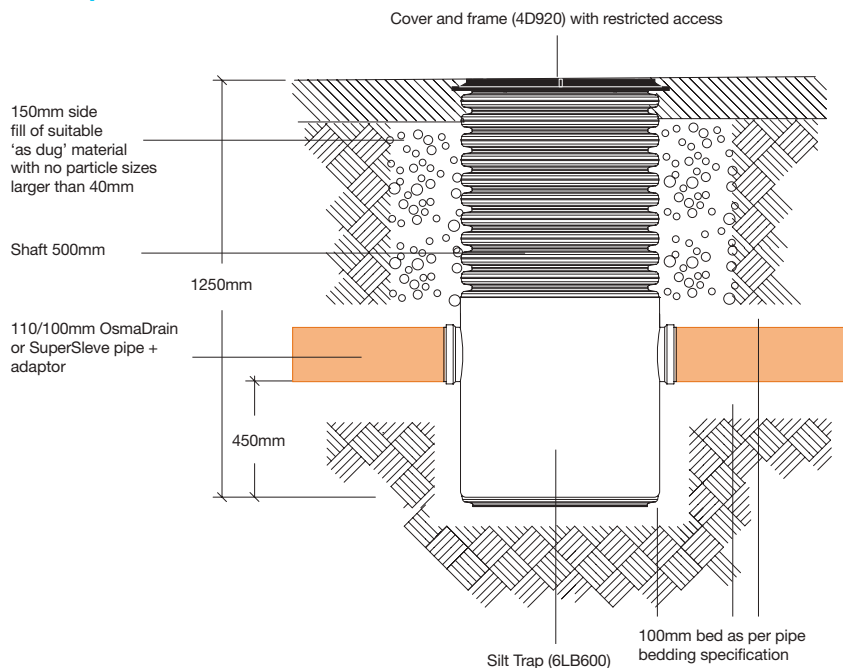 Cover and frame (4D920) with restricted access
150mm side
fill of suitable
‘as dug’ material
with no particle sizes
larger than 40mm
Shaft 500mm
1250mm
110/100mm OsmaDrain
or SuperSleve pipe +
adaptor
450mm
100mm bed as per pipe
bedding specification
Silt Trap (6LB600)